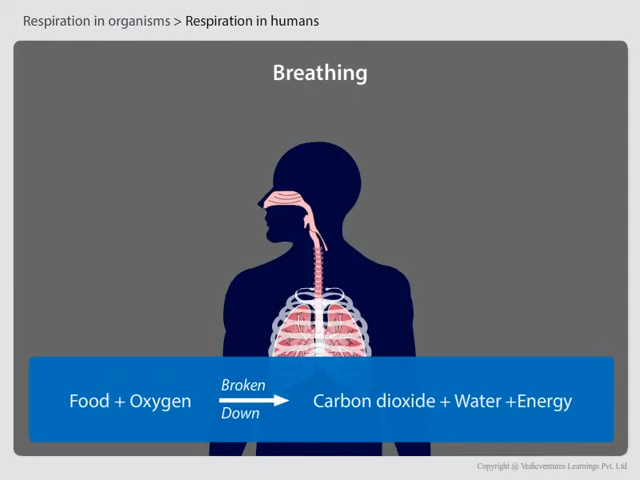 Respiration in organisms > Respiration in humans
Breathing
Broken
Food + Oxygen Carbon dioxide + Water +Energy
Down
Copyright @ Vedicventures Learnings Pvt. Ltd